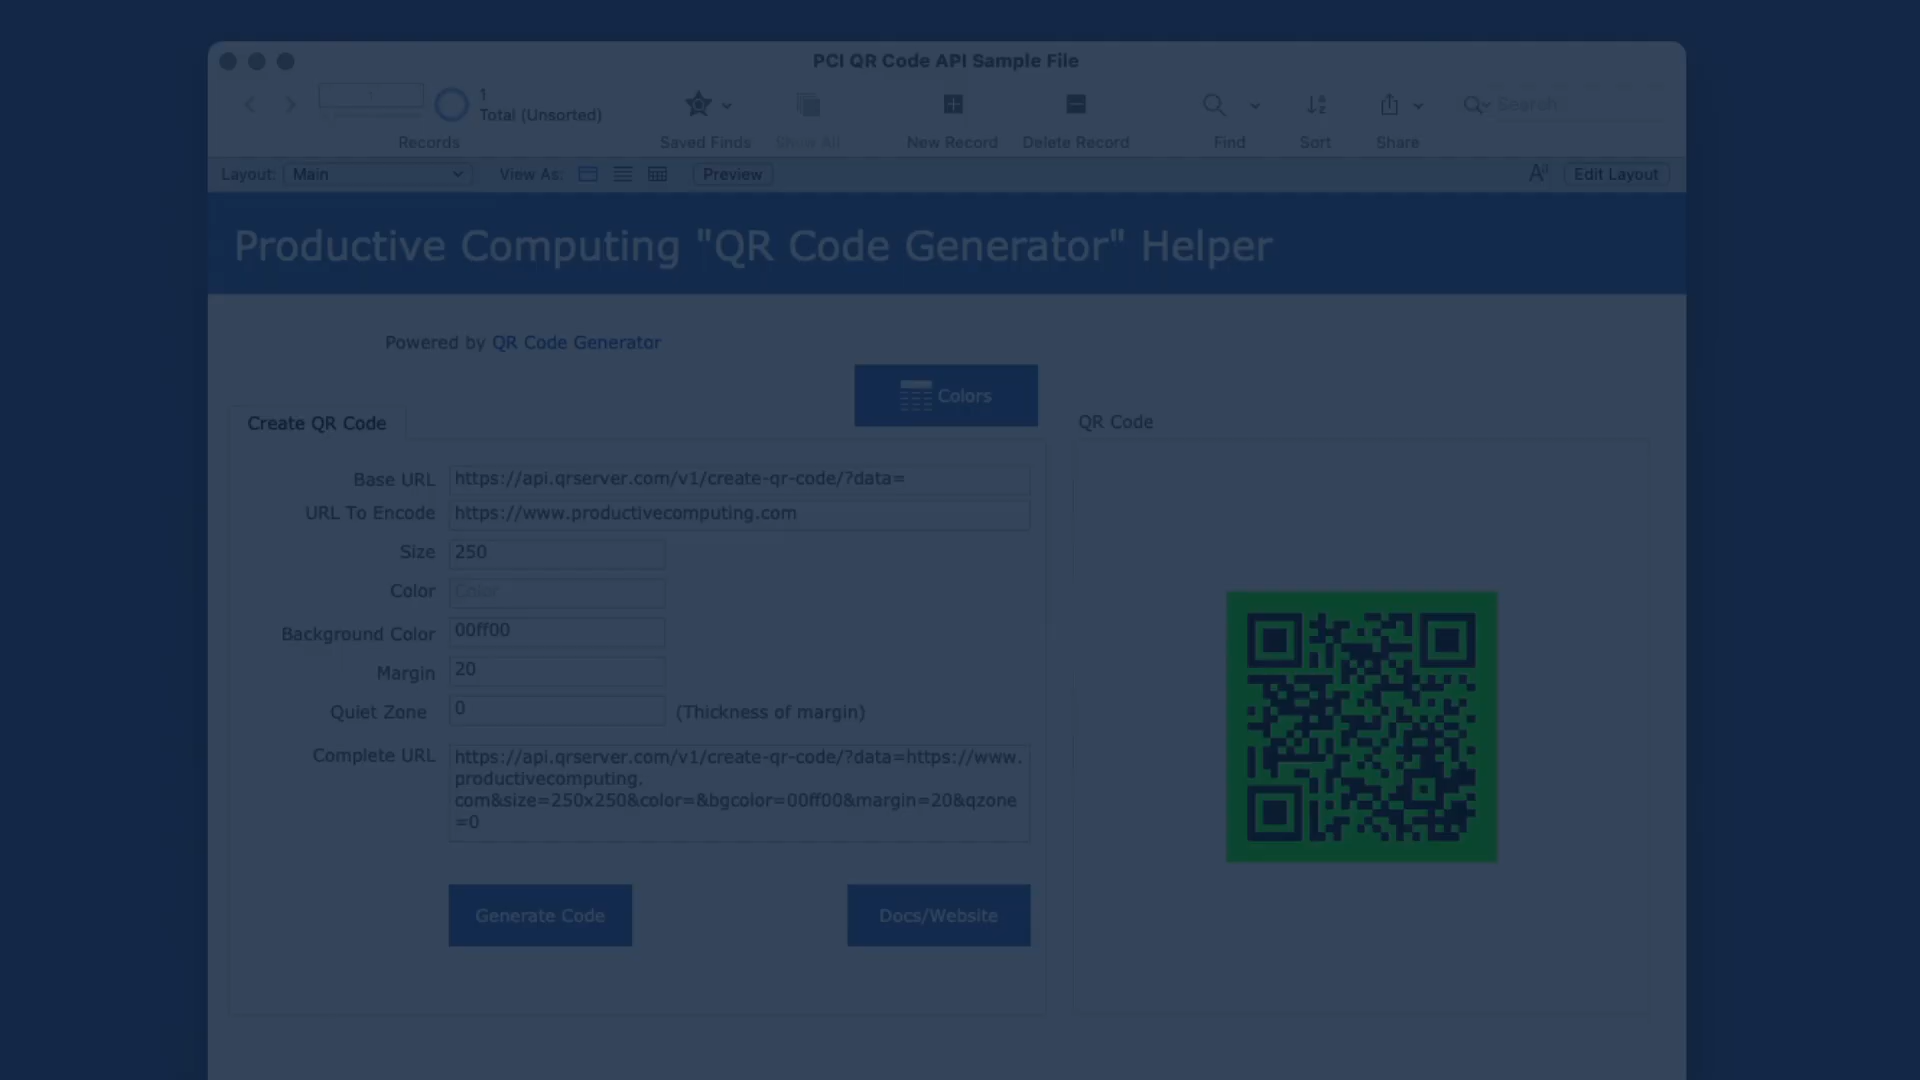 PCI QR Code API Sample File
1
1
Total (Unsorted)
Search
Records
Saved Finds
Show All
New Record
Delete Record
Find
Sort
Share
Layout:
Main
View As:
Preview
Edit Layout
Productive Computing "QR Code Generator" Helper
Powered by QR Code Generator
Colors
Create QR Code
QR Code
Base URL
https://api.qrserver.com/v1/create-qr-code/?data=
URL To Encode
https://www.productivecomputing.com
Size
250
Color
Color
Background Color
00ff00
Margin
20
Quiet Zone
0
(Thickness of margin)
Complete URL
https://api.qrserver.com/v1/create-qr-code/?data=https://www.
productivecomputing.
com&size=250x250&color=&bgcolor=00ff00&margin=20&qzone
=0
Generate Code
Docs/Website